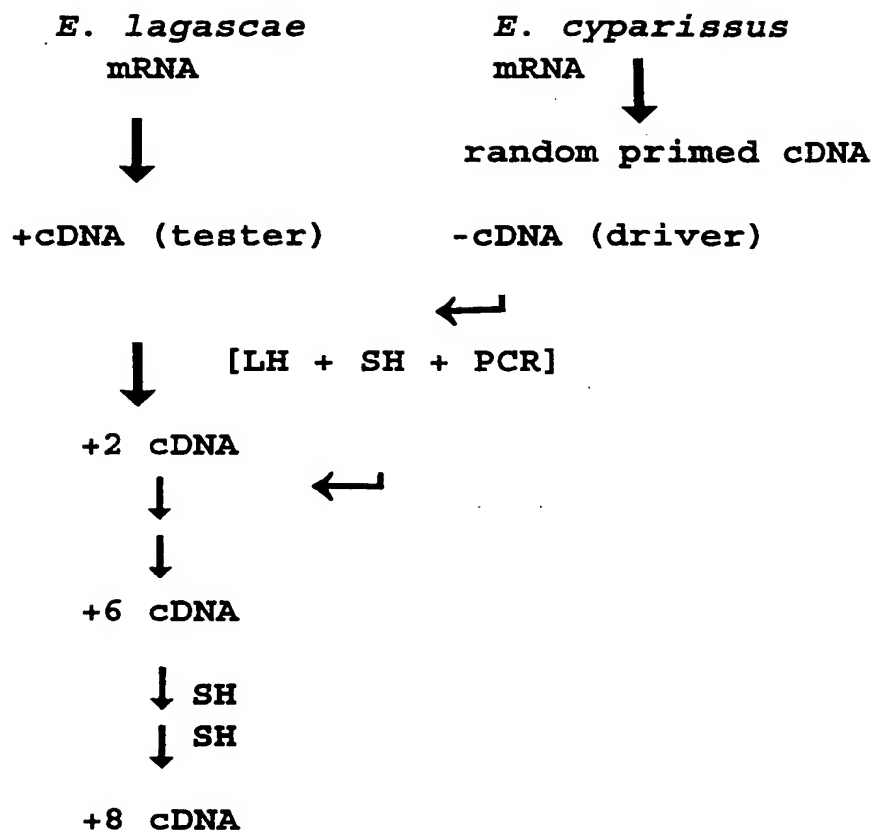 E. lagascae E. cyparissus
mRNA mRNA
random primed cDNA
+cDNA (tester) -cDNA (driver)
[LH + SH + PCR]
+2 cDNA
+6 cDNA
SH
SH
+8 cDNA